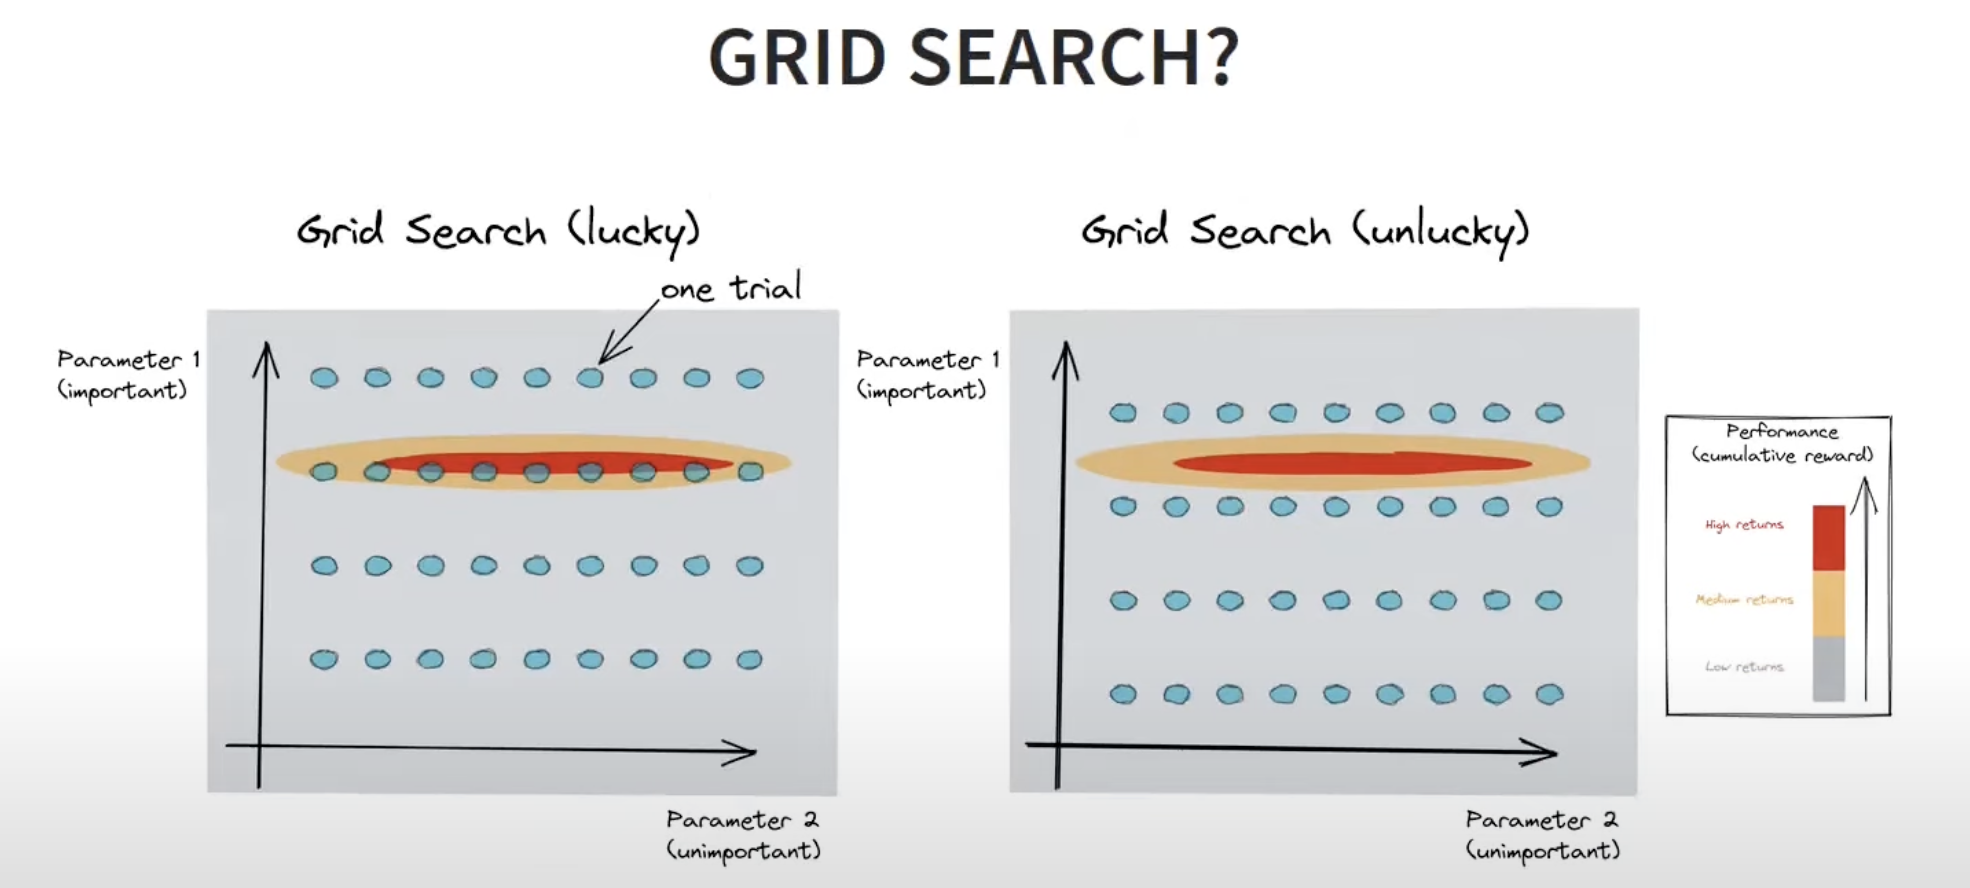 GRID SEARCH?
Grid Search (lucky)
one trial
Parameter 1
(important)
Parameter 2
(unimportant)
Grid Search (unlucky)
Parameter 1
(important)
Parameter 2
(unimportant)
Performance
(cumulative reward)
High returns
Medium returns
Low returns